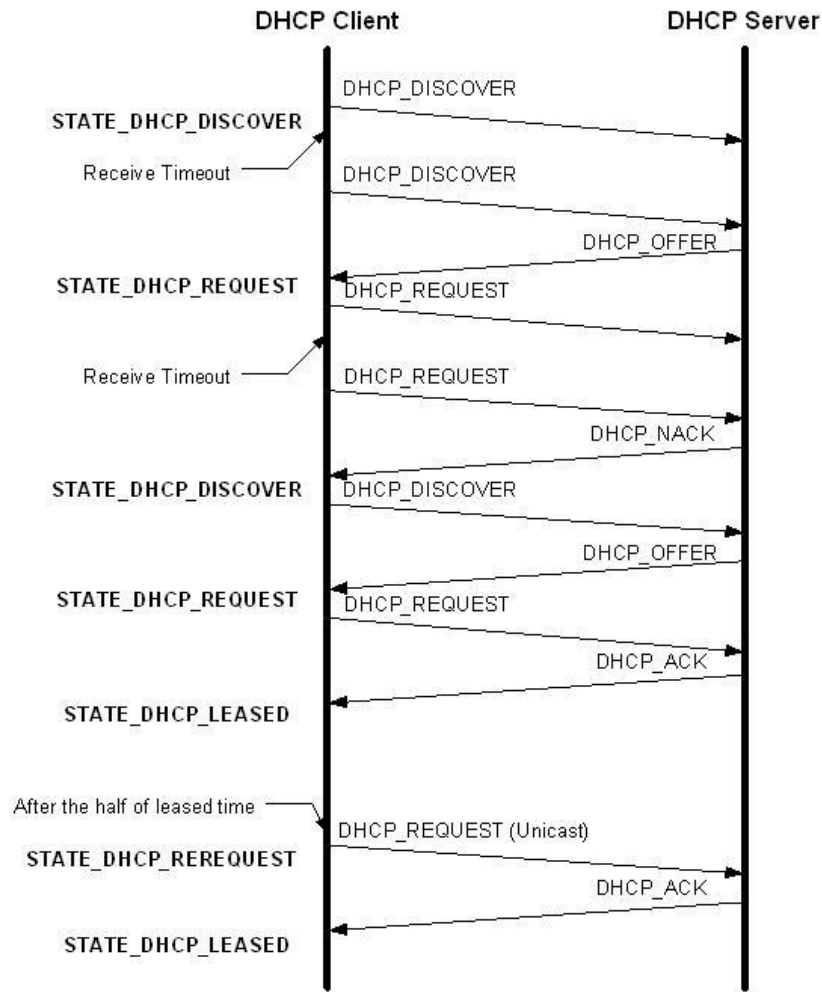 DHCP Client
DHCP Server
DHCP_DISCOVER
STATE_DHCP_DISCOVER
Receive Timeout
DHCP_DISCOVER
DHCP_OFFER
STATE_DHCP_REQUEST
DHCP_REQUEST
Receive Timeout
DHCP_REQUEST
DHCP_NACK
STATE_DHCP_DISCOVER
DHCP_DISCOVER
DHCP_OFFER
STATE_DHCP_REQUEST
DHCP_REQUEST
DHCP_ACK
STATE_DHCP_LEASED
After the half of leased time
DHCP_REQUEST (Unicast)
STATE_DHCP_REREQUEST
DHCP_ACK
STATE_DHCP_LEASED